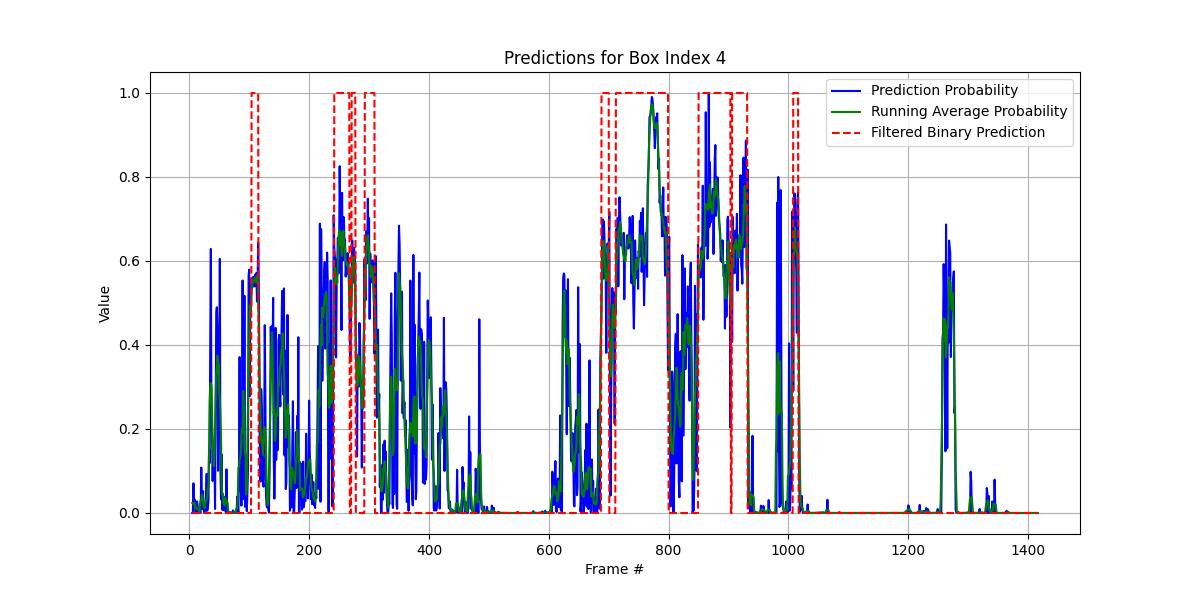 Predictions for Box Index 4
Value
1.0
0.8
0.6
0.4
0.2
0.0
Prediction Probability
Running Average Probability
Filtered Binary Prediction
0 200 400 600 800 1000 1200 1400
Frame #